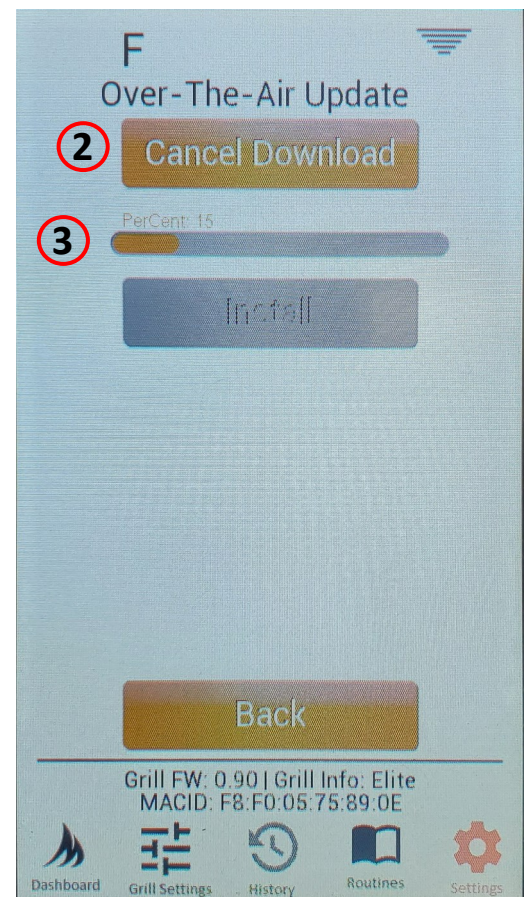 F
Over-The-Air Update
2
Cancel Download
PerCent: 15
3
Install
Back
Grill FW: 0.90 | Grill Info: Elite
MACID: F8:F0:05:75:89:0E
Dashboard
Grill Settings
History
Routines
Settings